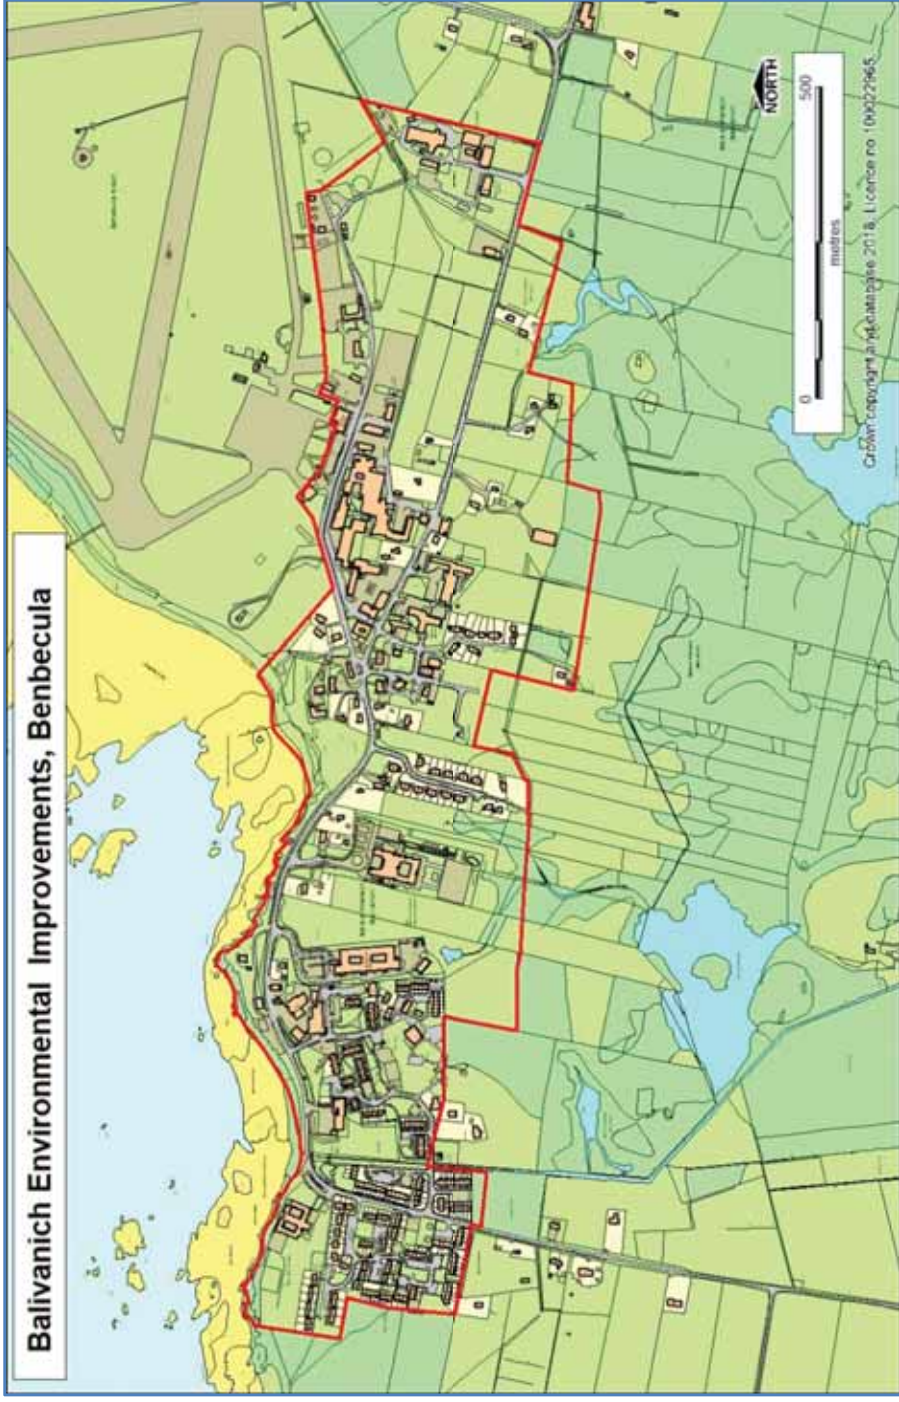 Balivanich Environmental Improvements, Benbecula
NORTH
0
500
metres
Crown copyright and database 2018. Licence no 100022965